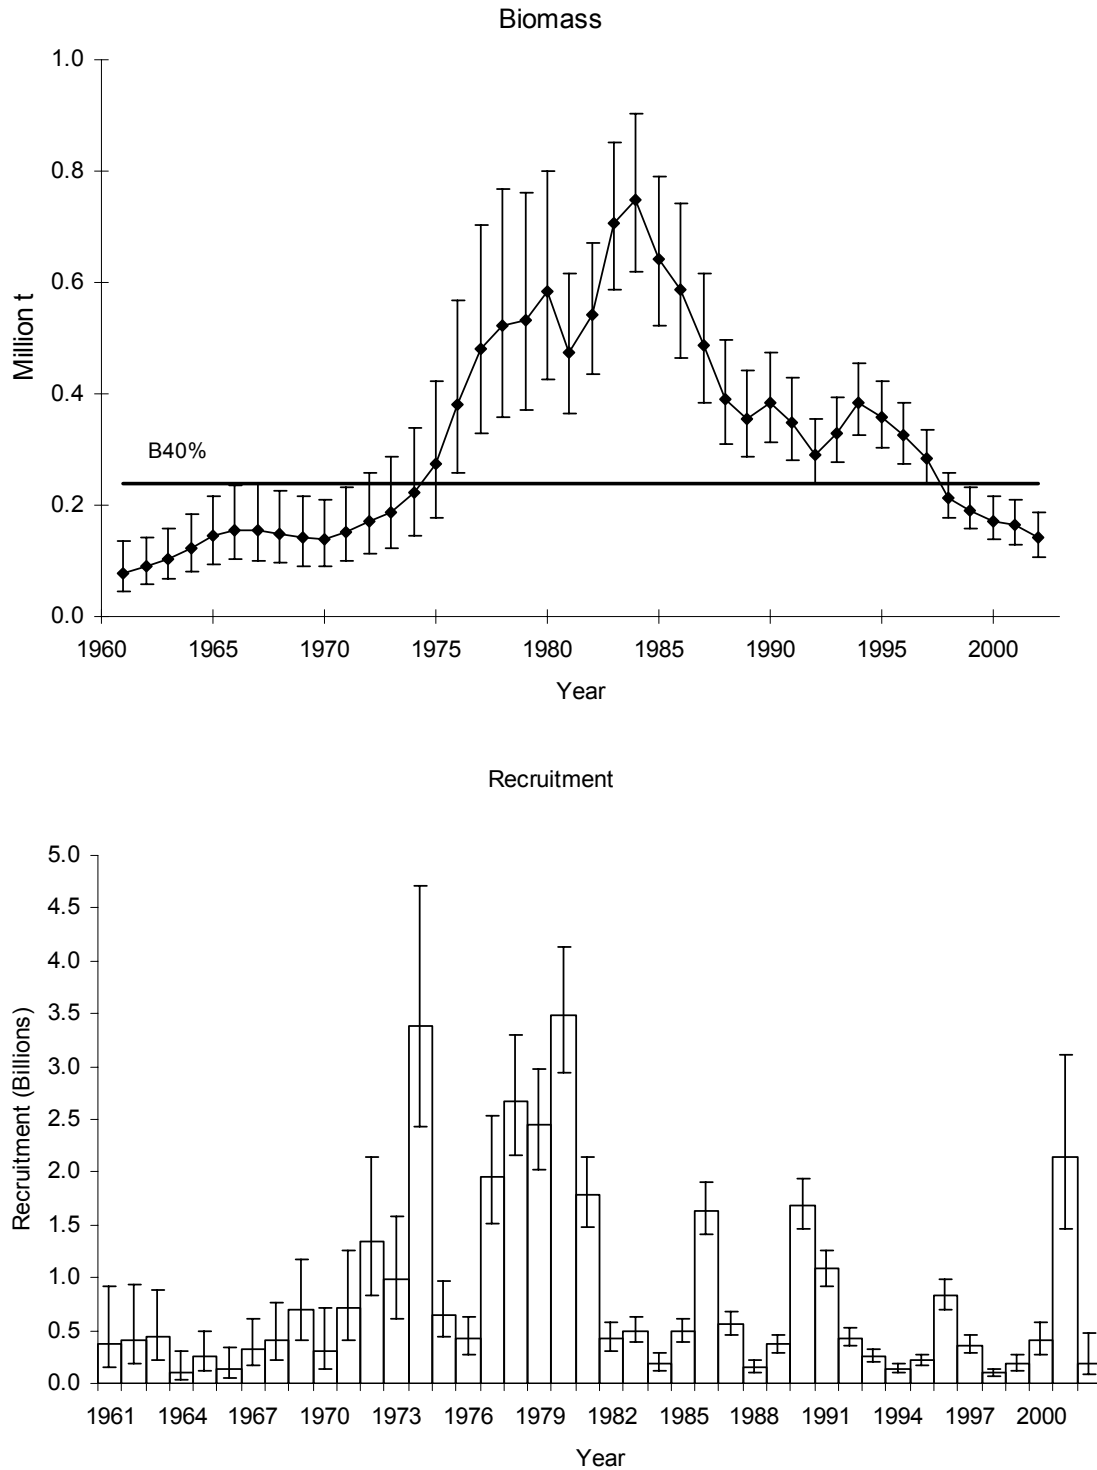 Biomass
1.0
0.8
0.6
0.4
0.2
0.0
Million t
B40%
1960 1965 1970 1975 1980 1985 1990 1995 2000
Year
Recruitment
5.0
4.5
4.0
3.5
3.0
2.5
2.0
1.5
1.0
0.5
0.0
Recruitment (Billions)
1961 1964 1967 1970 1973 1976 1979 1982 1985 1988 1991 1994 1997 2000
Year